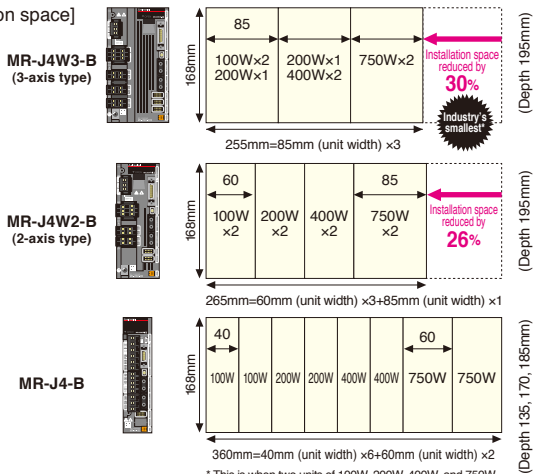 on space]
MR-J4W3-B
(3-axis type)
168mm
85
100W×2
200W×1
200W×1
400W×2
750W×2
Installation space
reduced by
30%
Industry's
smallest*
(Depth 195mm)
255mm=85mm (unit width) ×3
MR-J4W2-B
(2-axis type)
168mm
60
85
100W
×2
200W
×2
400W
×2
750W
×2
Installation space
reduced by
26%
(Depth 195mm)
265mm=60mm (unit width) ×3+85mm (unit width) ×1
MR-J4-B
168mm
40
60
100W 100W 200W 200W 400W 400W 750W 750W
(Depth 135, 170, 185mm)
360mm=40mm (unit width) ×6+60mm (unit width) ×2
* This is when two units of 100W, 200W, 400W, and 750W